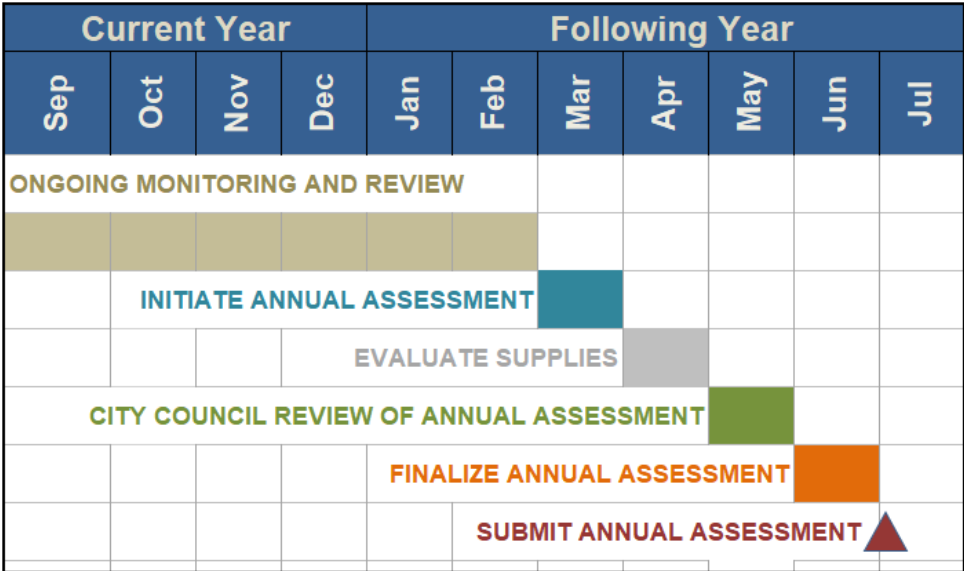 Current Year Following Year
Sep Oct Nov Dec Jan Feb Mar Apr May Jun Jul
ONGOING MONITORING AND REVIEW
INITIATE ANNUAL ASSESSMENT
EVALUATE SUPPLIES
CITY COUNCIL REVIEW OF ANNUAL ASSESSMENT
FINALIZE ANNUAL ASSESSMENT
SUBMIT ANNUAL ASSESSMENT